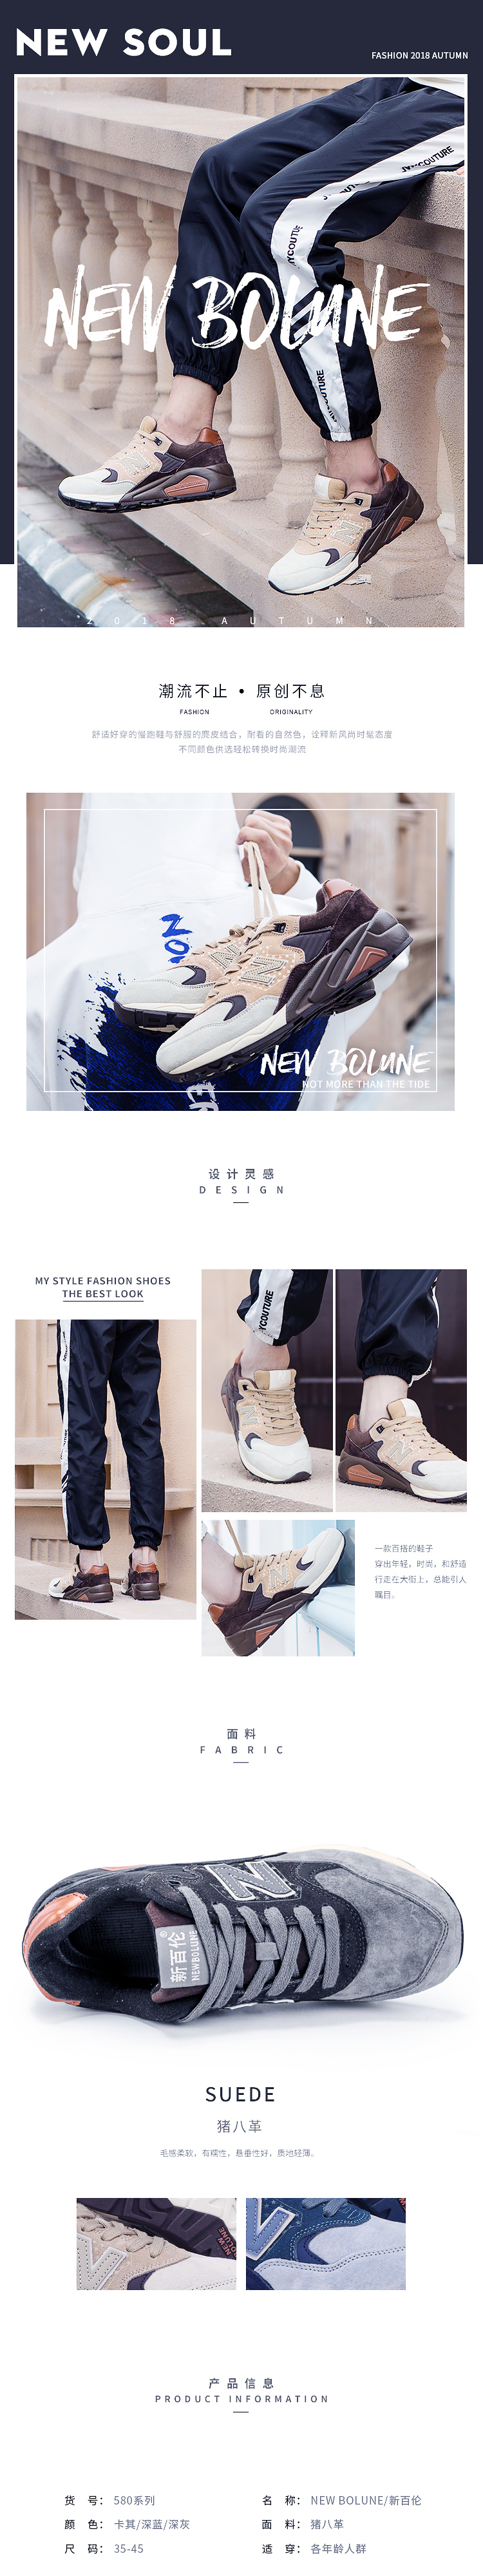 NEW SOUL
FASHION 2018 AUTUMN
JVYCOUTURE
NEW BOLUNE
2018 AUTUMN
潮流不止 • 原创不息
FASHION ORIGINALITY
舒适好穿的慢跑鞋与舒服的麂皮结合，耐看的自然色，诠释新风尚时髦态度
不同颜色供选轻松转换时尚潮流
NEW BOLUNE
NOT MORE THAN THE TIDE
设计灵感
DESIGN
MY STYLE FASHION SHOES
THE BEST LOOK
YCOUTURE
一款百搭的鞋子
穿出年轻，时尚，和舒适
行走在大街上，总能引人
瞩目。
面料
FABRIC
新百伦
NEWBOLUNE
SUEDE
猪八革
毛感柔软，有糯性，悬垂性好，质地轻薄。
产品信息
PRODUCT INFORMATION
货 号： 580系列
名 称： NEW BOLUNE/新百伦
颜 色： 卡其/深蓝/深灰
面 料： 猪八革
尺 码： 35-45
适 穿： 各年龄人群